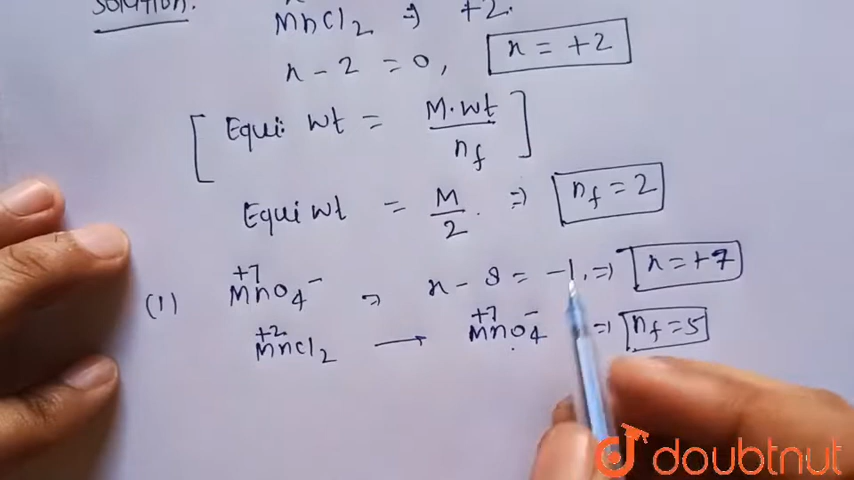 SOLUTION:
MnCl2 ⇒ +2.
x - 2 = 0, x = +2
[ Equi. wt = M.wt / nf ]
Equi wt = M/2 . ⇒ nf = 2
(1) +7 MnO4⁻ ⇒ x - 8 = -1, ⇒ x = +7
+2 MnCl2 → +7 MnO4⁻ ⇒ nf = 5
doubtnut